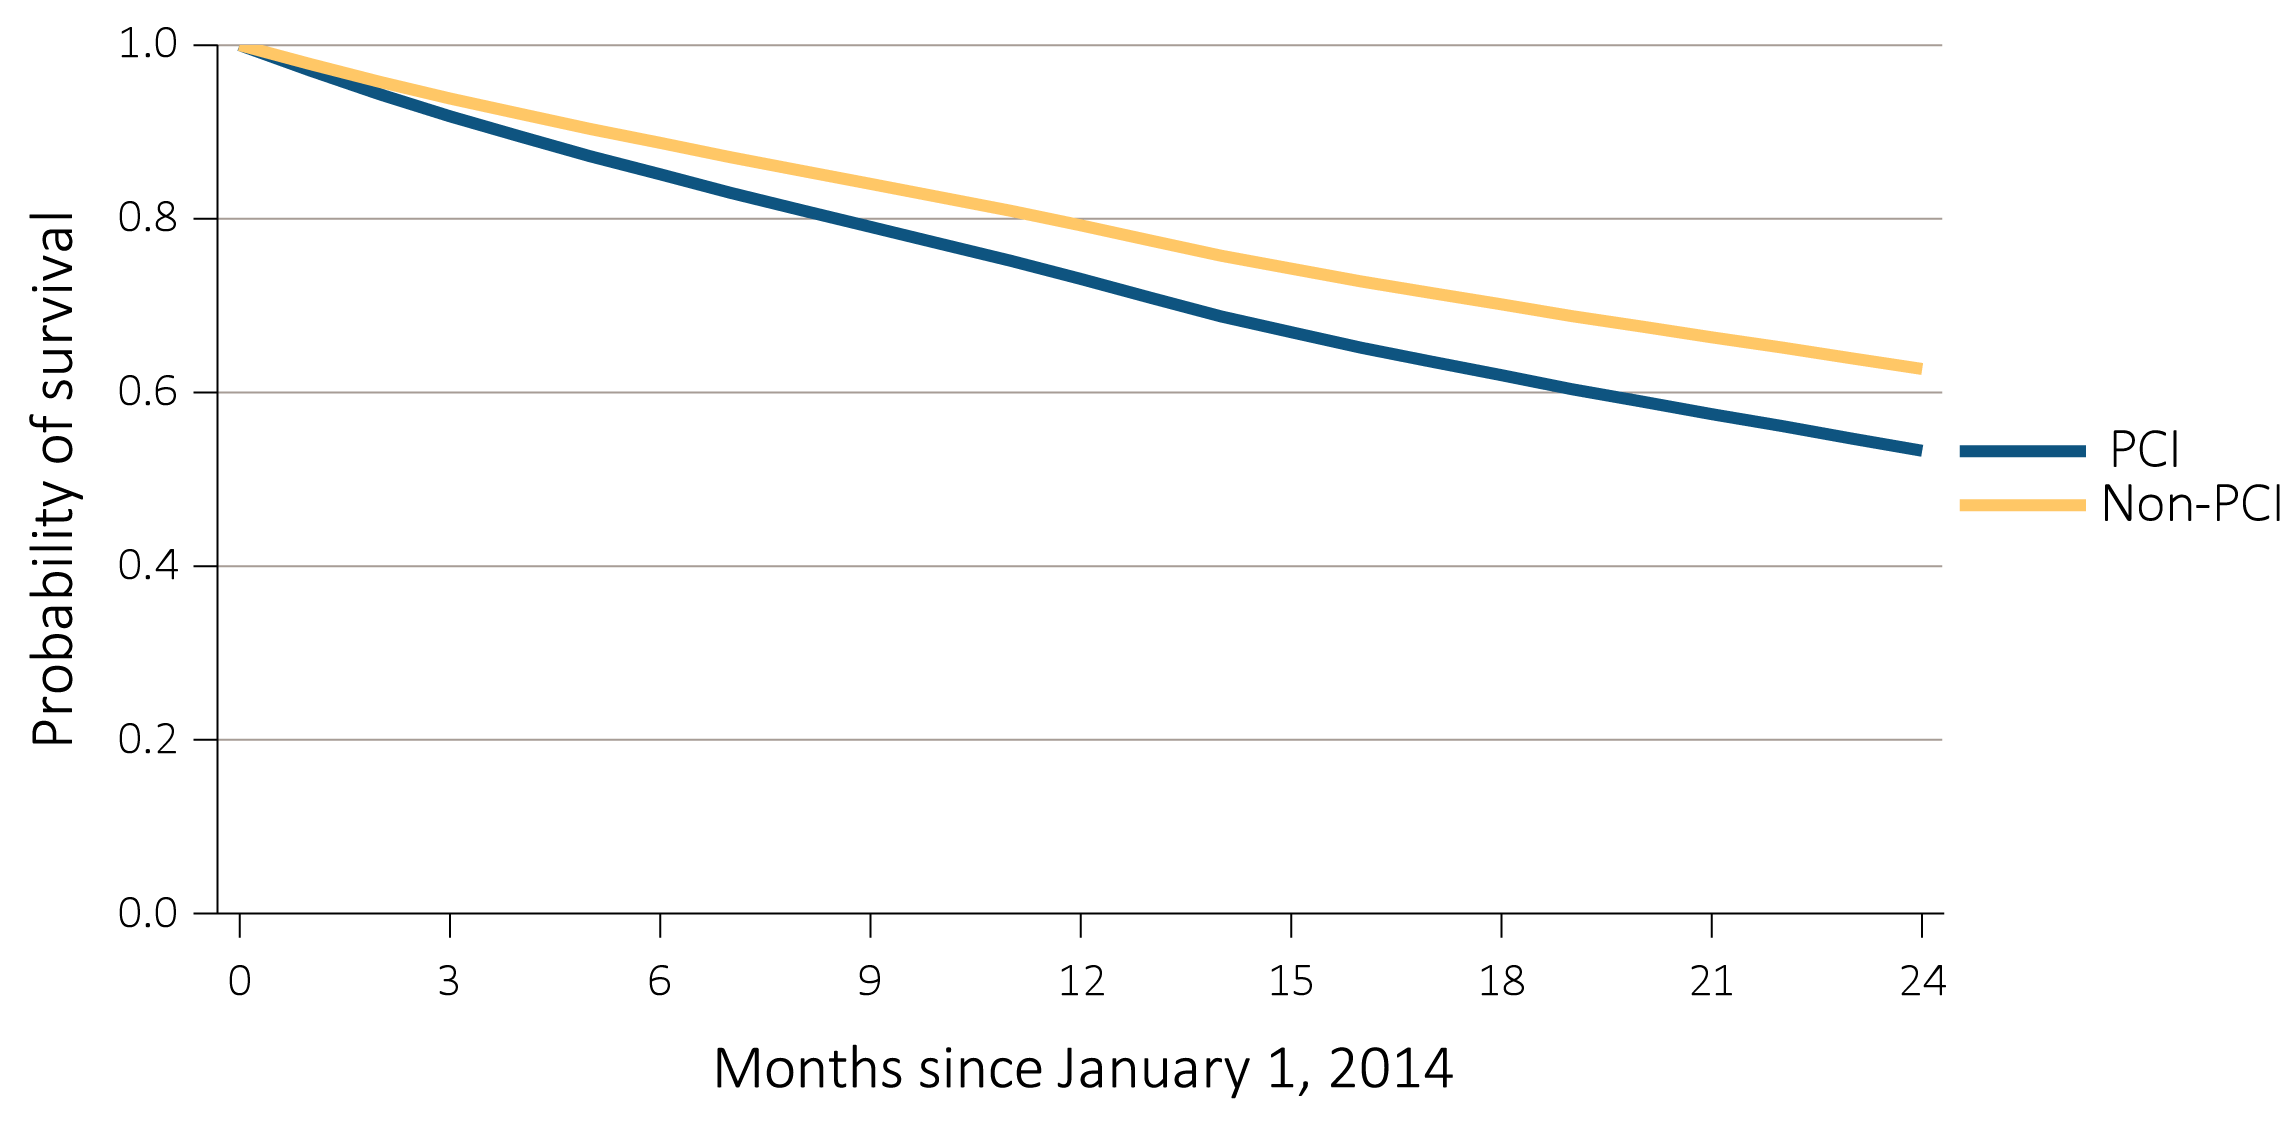 Probability of survival
1.0
0.8
0.6
0.4
0.2
0.0
0 3 6 9 12 15 18 21 24
Months since January 1, 2014
PCI
Non-PCI